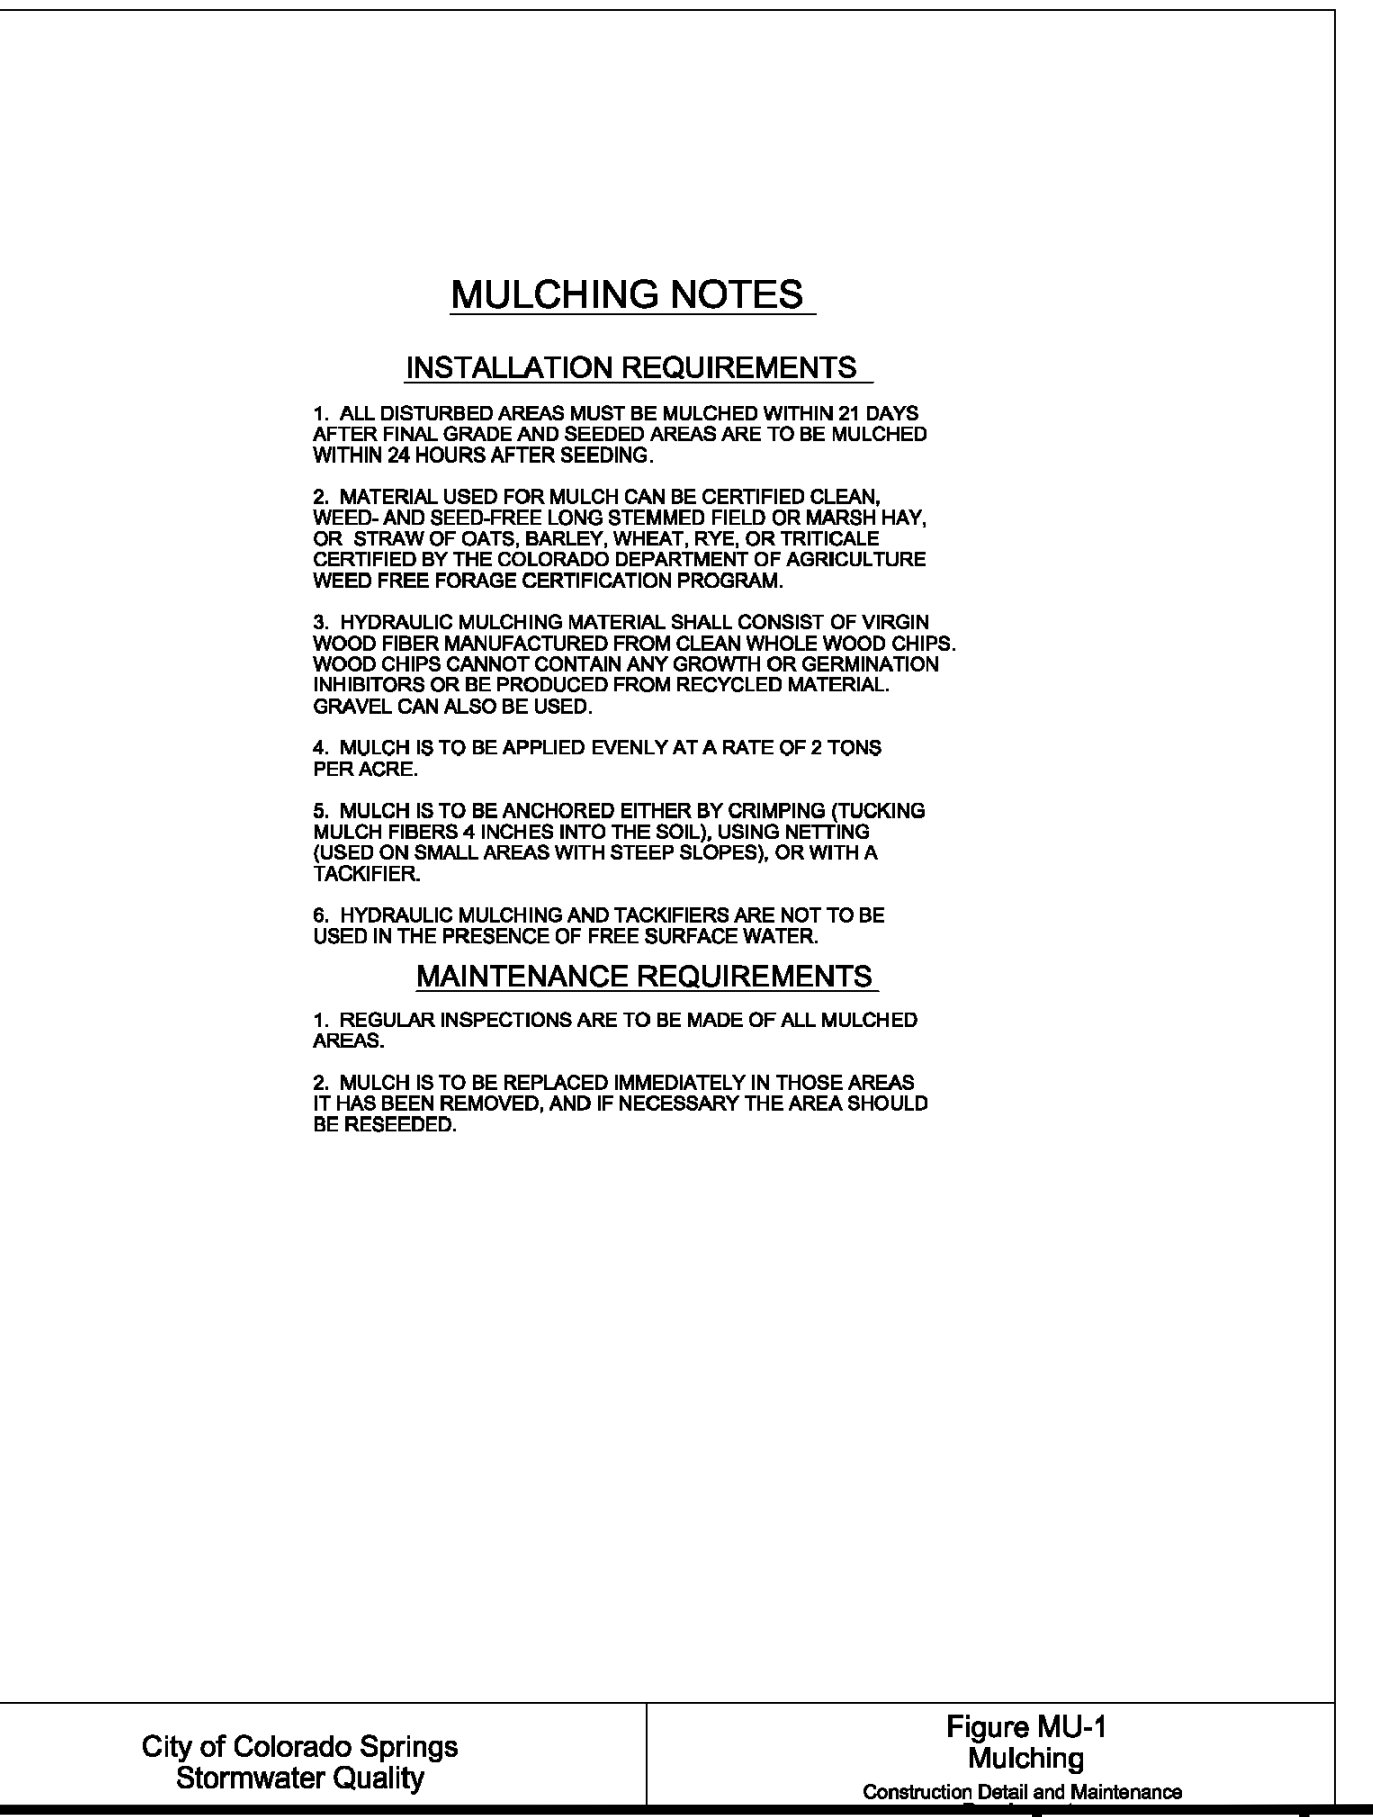 MULCHING NOTES
INSTALLATION REQUIREMENTS
1. ALL DISTURBED AREAS MUST BE MULCHED WITHIN 21 DAYS
AFTER FINAL GRADE AND SEEDED AREAS ARE TO BE MULCHED
WITHIN 24 HOURS AFTER SEEDING.
2. MATERIAL USED FOR MULCH CAN BE CERTIFIED CLEAN,
WEED- AND SEED-FREE LONG STEMMED FIELD OR MARSH HAY,
OR STRAW OF OATS, BARLEY, WHEAT, RYE, OR TRITICALE
CERTIFIED BY THE COLORADO DEPARTMENT OF AGRICULTURE
WEED FREE FORAGE CERTIFICATION PROGRAM.
3. HYDRAULIC MULCHING MATERIAL SHALL CONSIST OF VIRGIN
WOOD FIBER MANUFACTURED FROM CLEAN WHOLE WOOD CHIPS.
WOOD CHIPS CANNOT CONTAIN ANY GROWTH OR GERMINATION
INHIBITORS OR BE PRODUCED FROM RECYCLED MATERIAL.
GRAVEL CAN ALSO BE USED.
4. MULCH IS TO BE APPLIED EVENLY AT A RATE OF 2 TONS
PER ACRE.
5. MULCH IS TO BE ANCHORED EITHER BY CRIMPING (TUCKING
MULCH FIBERS 4 INCHES INTO THE SOIL), USING NETTING
(USED ON SMALL AREAS WITH STEEP SLOPES), OR WITH A
TACKIFIER.
6. HYDRAULIC MULCHING AND TACKIFIERS ARE NOT TO BE
USED IN THE PRESENCE OF FREE SURFACE WATER.
MAINTENANCE REQUIREMENTS
1. REGULAR INSPECTIONS ARE TO BE MADE OF ALL MULCHED
AREAS.
2. MULCH IS TO BE REPLACED IMMEDIATELY IN THOSE AREAS
IT HAS BEEN REMOVED, AND IF NECESSARY THE AREA SHOULD
BE RESEEDED.
City of Colorado Springs
Stormwater Quality
Figure MU-1
Mulching
Construction Detail and Maintenance